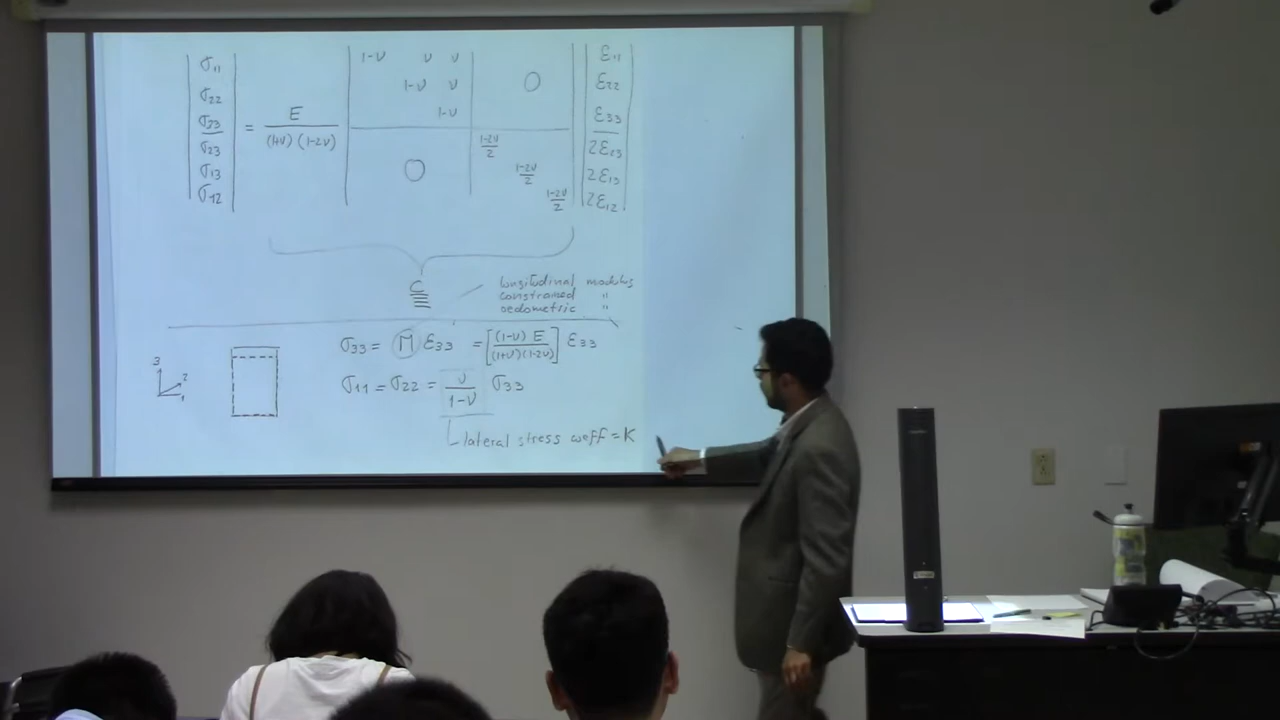 σ11 1-ν ν ν ε11
σ22 1-ν ν 0 ε22
σ33 = E/((1+ν)(1-2ν)) 1-ν ε33
σ23 (1-2ν)/2 2ε23
σ13 0 (1-2ν)/2 2ε13
σ12 (1-2ν)/2 2ε12
C
longitudinal modulus
constrained "
oedometric "
σ33 = M ε33 = [(1-ν)E/((1+ν)(1-2ν))] ε33
3 2 1
σ11 = σ22 = ν/(1-ν) σ33
lateral stress coeff = K